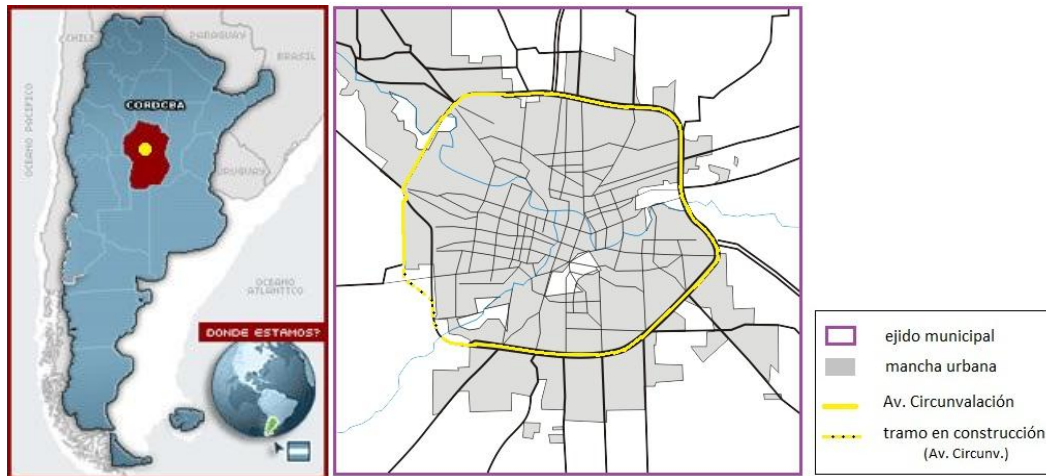 CHILE
PARAGUAY
BRASIL
CORDOBA
OCEANO PACIFICO
URUGUAY
OCEANO
ATLANTICO
DONDE ESTAMOS?
ejido municipal
mancha urbana
Av. Circunvalación
tramo en construcción
(Av. Circunv.)